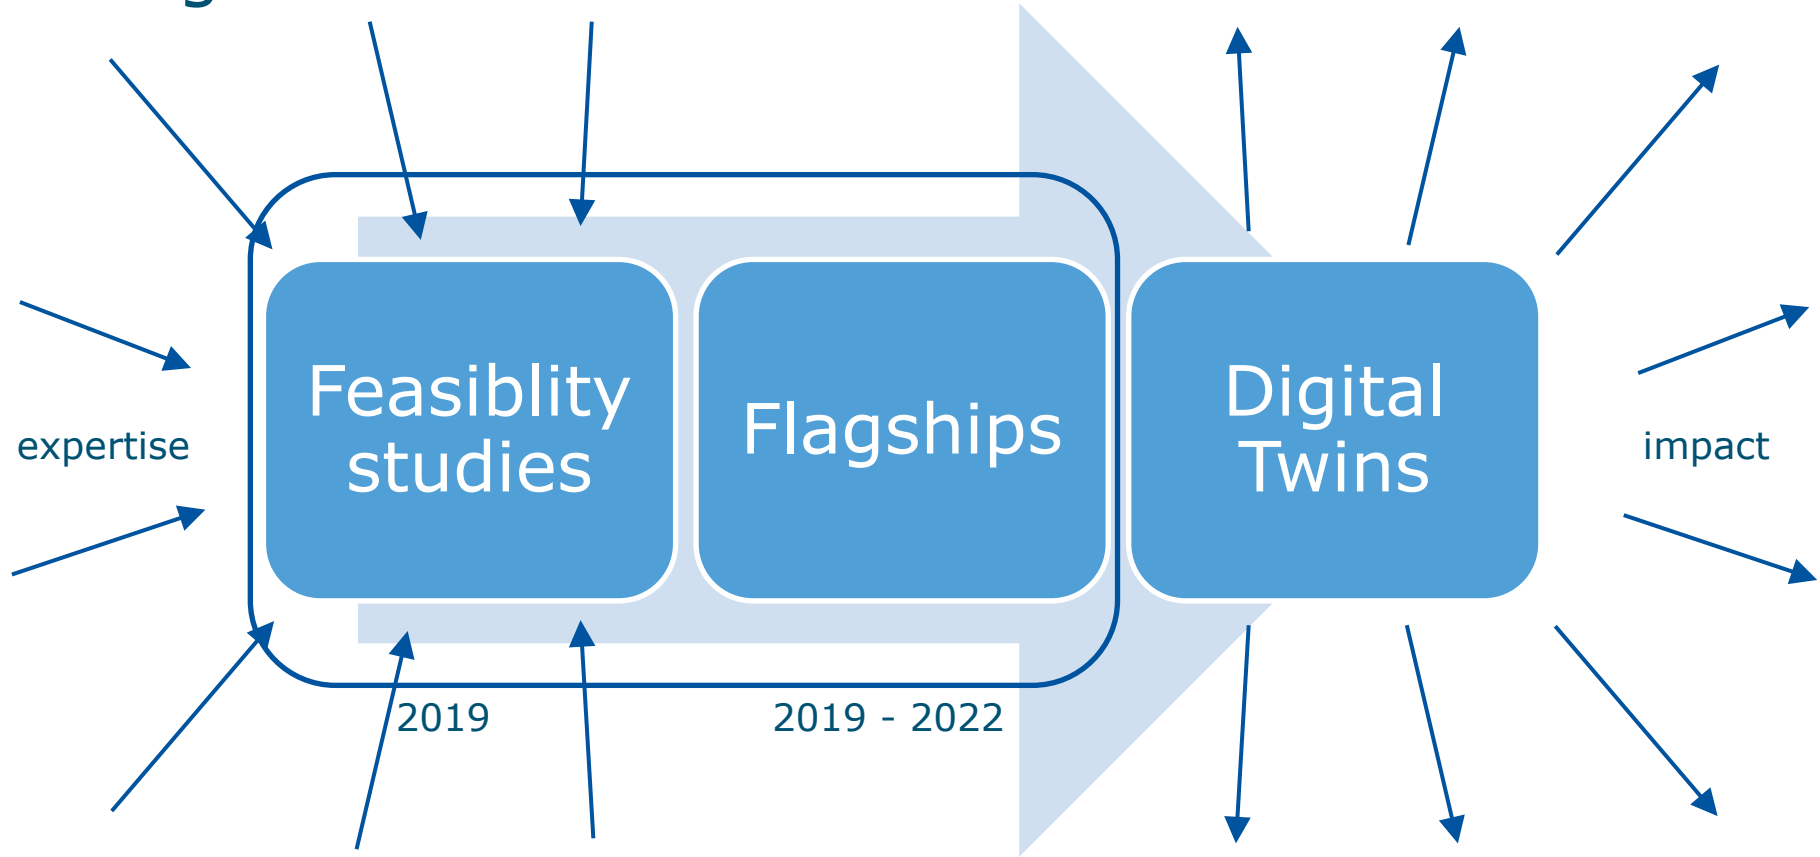 expertise
Feasiblity
studies
Flagships
Digital
Twins
impact
2019
2019 - 2022